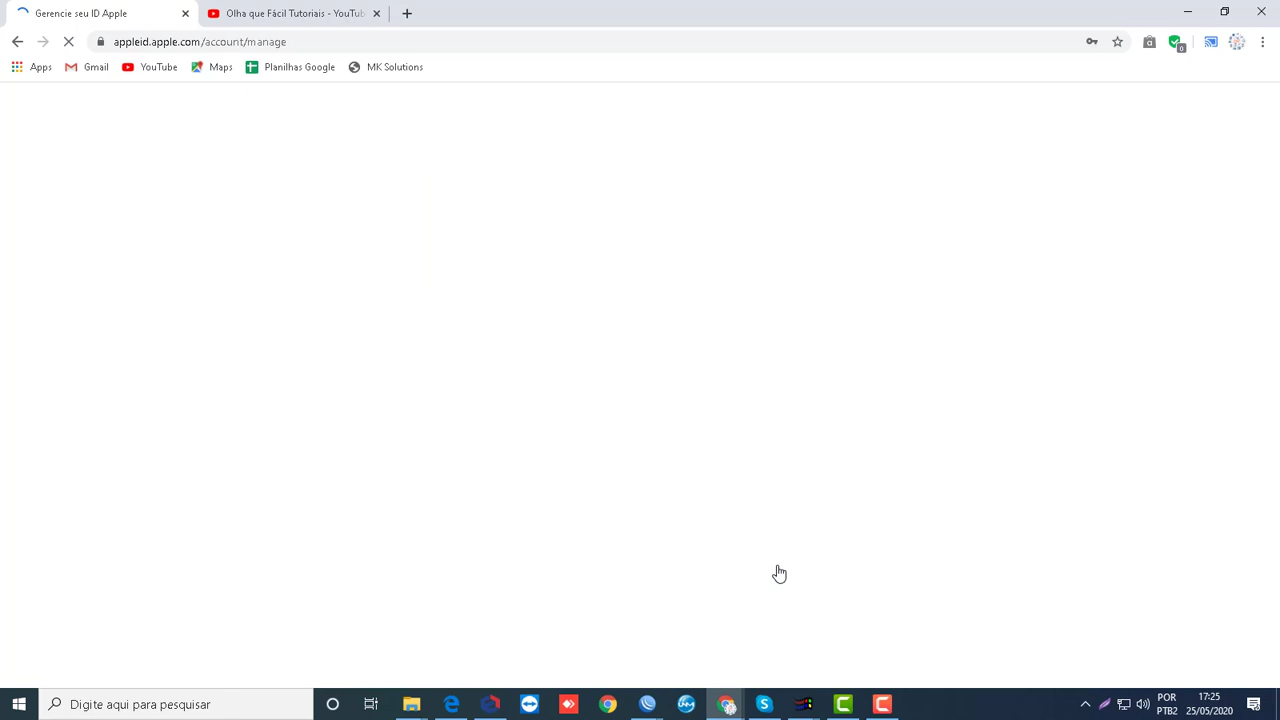 Gerencie seu ID Apple
Olha que Fácil Tutoriais - YouTub
appleid.apple.com/account/manage
0
Apps
Gmail
YouTube
Maps
Planilhas Google
MK Solutions
Digite aqui para pesquisar
POR
PTB2
17:25
25/05/2020